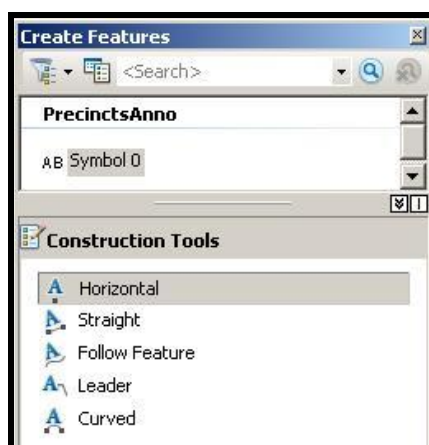 Create Features
<Search>
PrecinctsAnno
AB Symbol 0
Construction Tools
A Horizontal
A Straight
A Follow Feature
A Leader
A Curved